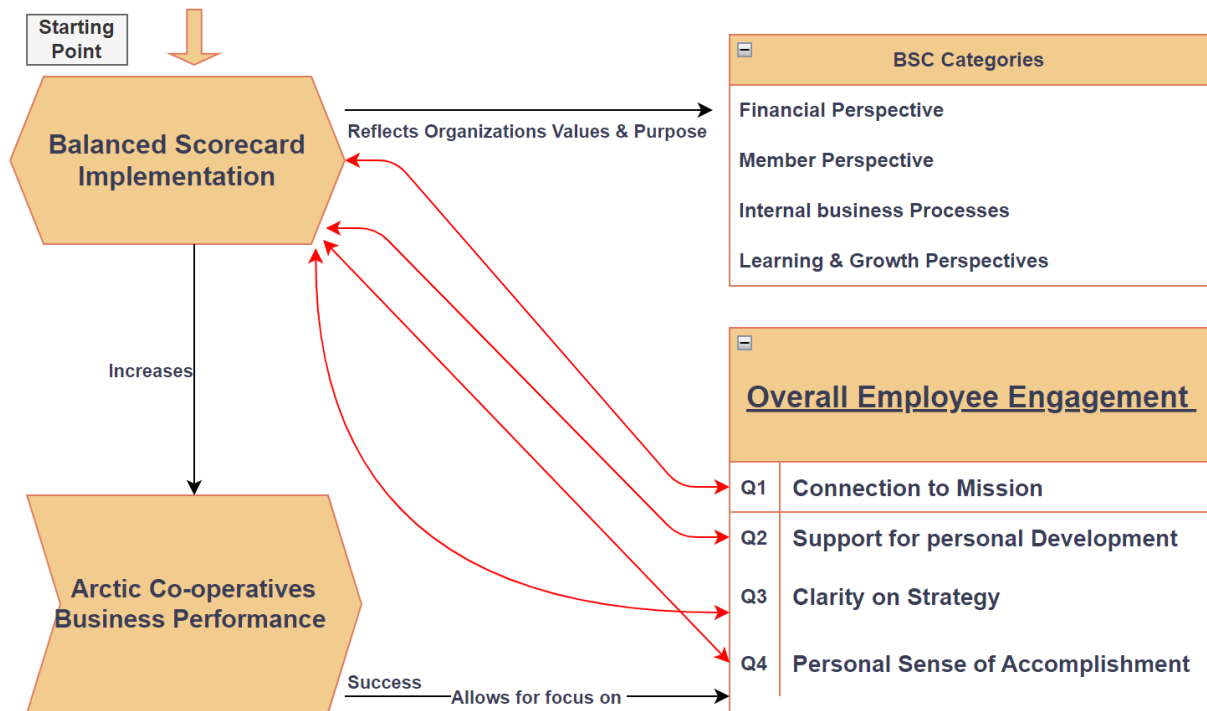 Starting
Point
Balanced Scorecard
Implementation
Reflects Organizations Values & Purpose
BSC Categories
Financial Perspective
Member Perspective
Internal business Processes
Learning & Growth Perspectives
Increases
Overall Employee Engagement
Q1 Connection to Mission
Q2 Support for personal Development
Q3 Clarity on Strategy
Q4 Personal Sense of Accomplishment
Arctic Co-operatives
Business Performance
Success
Allows for focus on